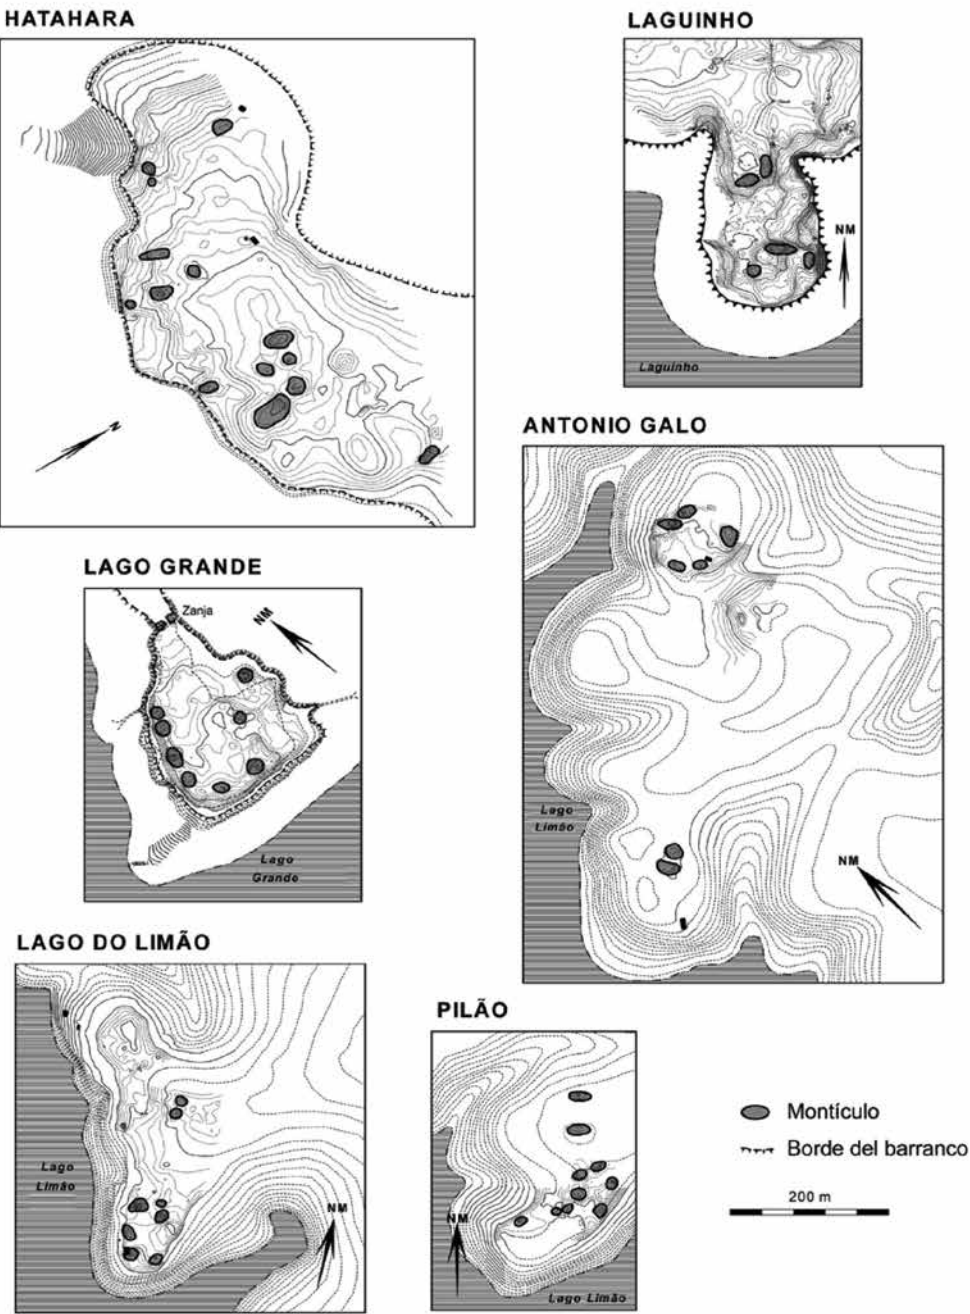 HATAHARA
N
LAGUINHO
NM
Laguinho
ANTONIO GALO
Lago
Limão
NM
LAGO GRANDE
Zanja
NM
Lago
Grande
LAGO DO LIMÃO
Lago
Limão
NM
PILÃO
NM
Lago Limão
Montículo
Borde del barranco
200 m